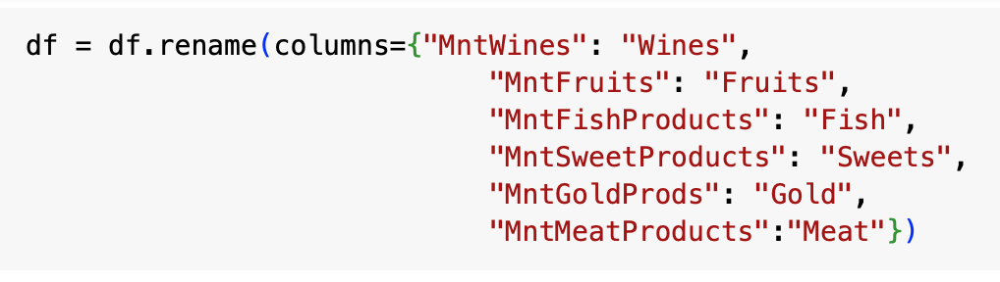 df = df.rename(columns={"MntWines": "Wines",
"MntFruits": "Fruits",
"MntFishProducts": "Fish",
"MntSweetProducts": "Sweets",
"MntGoldProds": "Gold",
"MntMeatProducts":"Meat"})